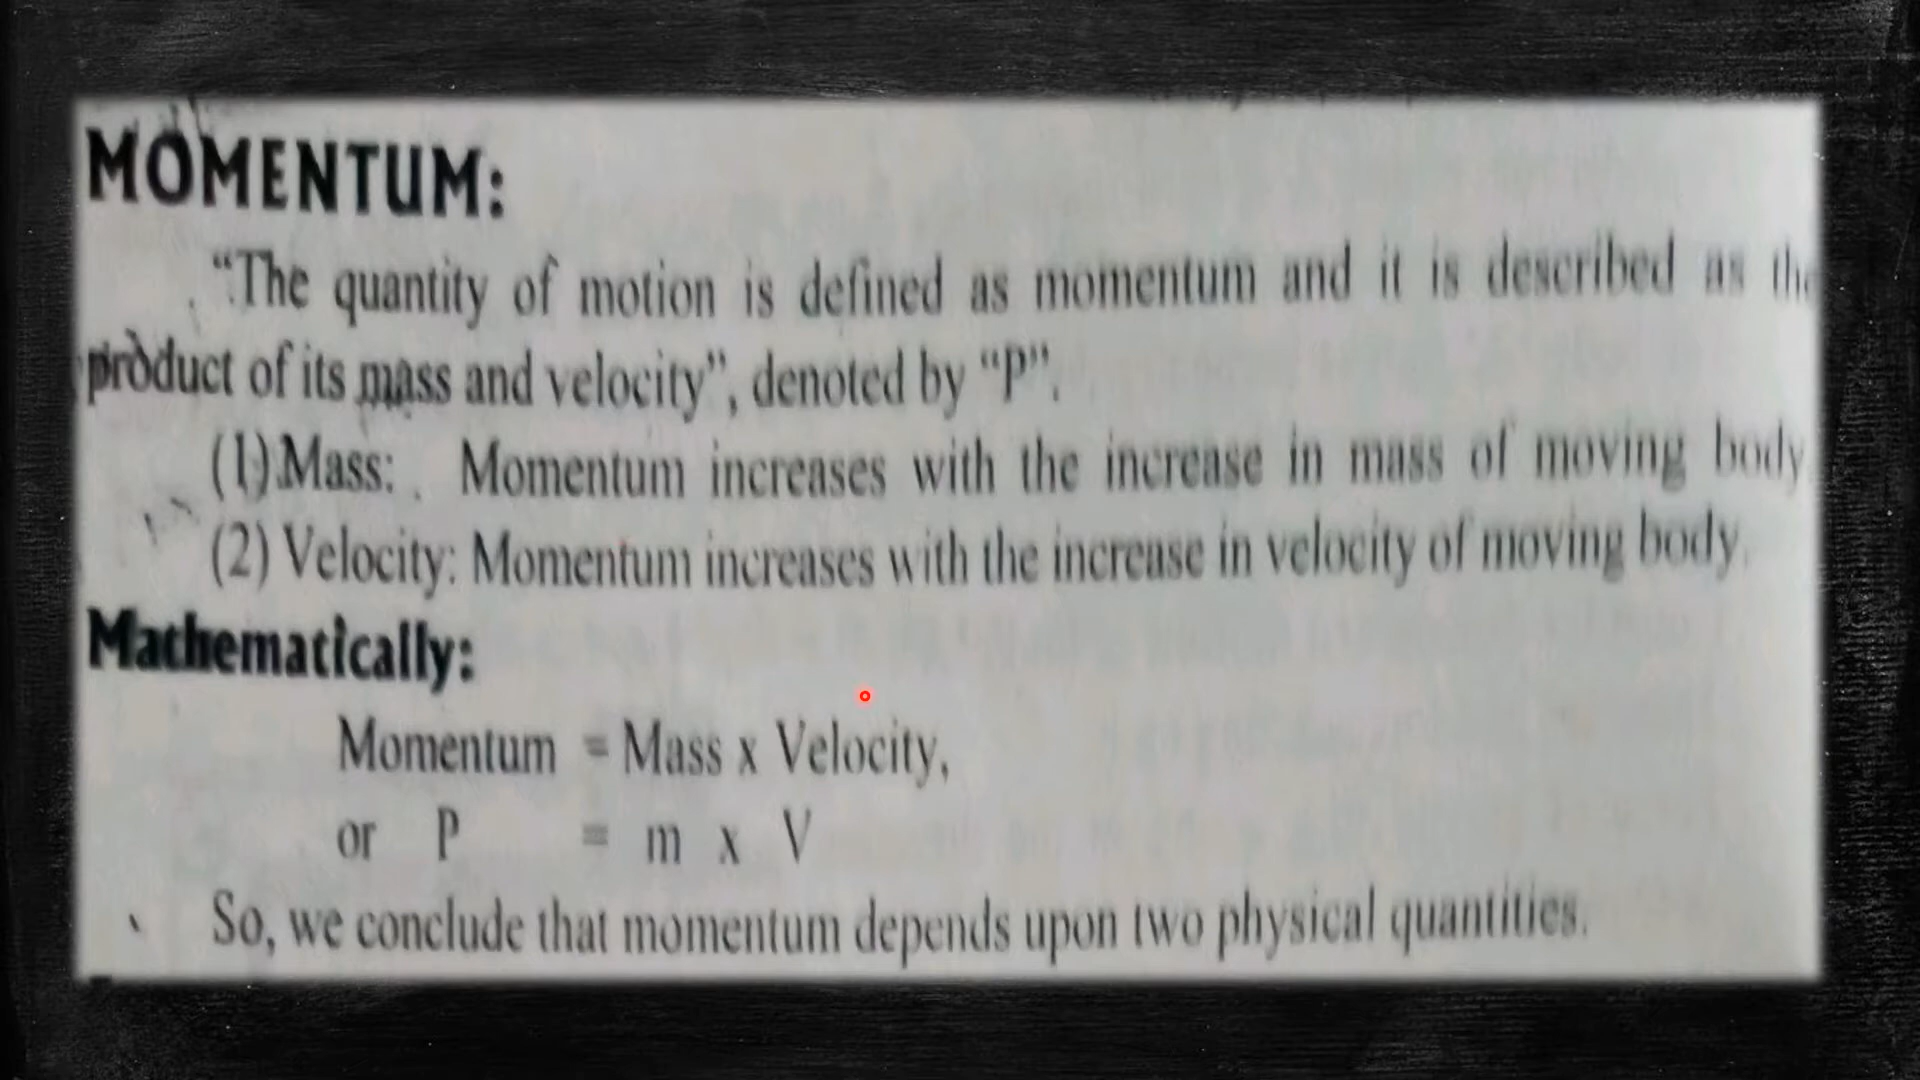 MOMENTUM:
“The quantity of motion is defined as momentum and it is described as the
product of its mass and velocity”, denoted by “P”.
(1) Mass: Momentum increases with the increase in mass of moving body
(2) Velocity: Momentum increases with the increase in velocity of moving body.
Mathematically:
Momentum = Mass x Velocity,
or P = m x V
So, we conclude that momentum depends upon two physical quantities.